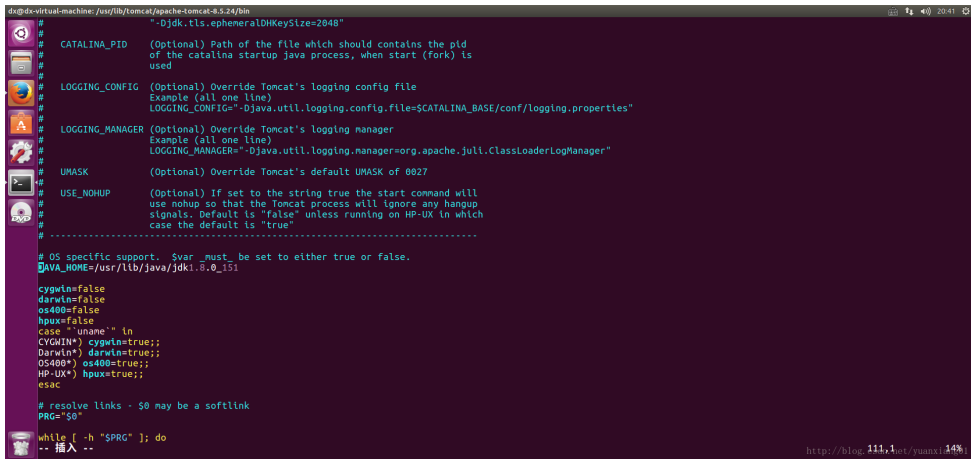 dx@dx-virtual-machine: /usr/lib/tomcat/apache-tomcat-8.5.24/bin
20:41
# "-Djdk.tls.ephemeralDHKeySize=2048"
#
# CATALINA_PID (Optional) Path of the file which should contains the pid
# of the catalina startup java process, when start (fork) is
# used
#
# LOGGING_CONFIG (Optional) Override Tomcat's logging config file
# Example (all one line)
# LOGGING_CONFIG="-Djava.util.logging.config.file=$CATALINA_BASE/conf/logging.properties"
#
# LOGGING_MANAGER (Optional) Override Tomcat's logging manager
# Example (all one line)
# LOGGING_MANAGER="-Djava.util.logging.manager=org.apache.juli.ClassLoaderLogManager"
#
# UMASK (Optional) Override Tomcat's default UMASK of 0027
#
# USE_NOHUP (Optional) If set to the string true the start command will
# use nohup so that the Tomcat process will ignore any hangup
# signals. Default is "false" unless running on HP-UX in which
# case the default is "true"
# -----------------------------------------------------------------------------
# OS specific support. $var _must_ be set to either true or false.
JAVA_HOME=/usr/lib/java/jdk1.8.0_151
cygwin=false
darwin=false
os400=false
hpux=false
case "`uname`" in
CYGWIN*) cygwin=true;;
Darwin*) darwin=true;;
OS400*) os400=true;;
HP-UX*) hpux=true;;
esac
# resolve links - $0 may be a softlink
PRG="$0"
while [ -h "$PRG" ]; do
-- 插入 -- 111,1 14%